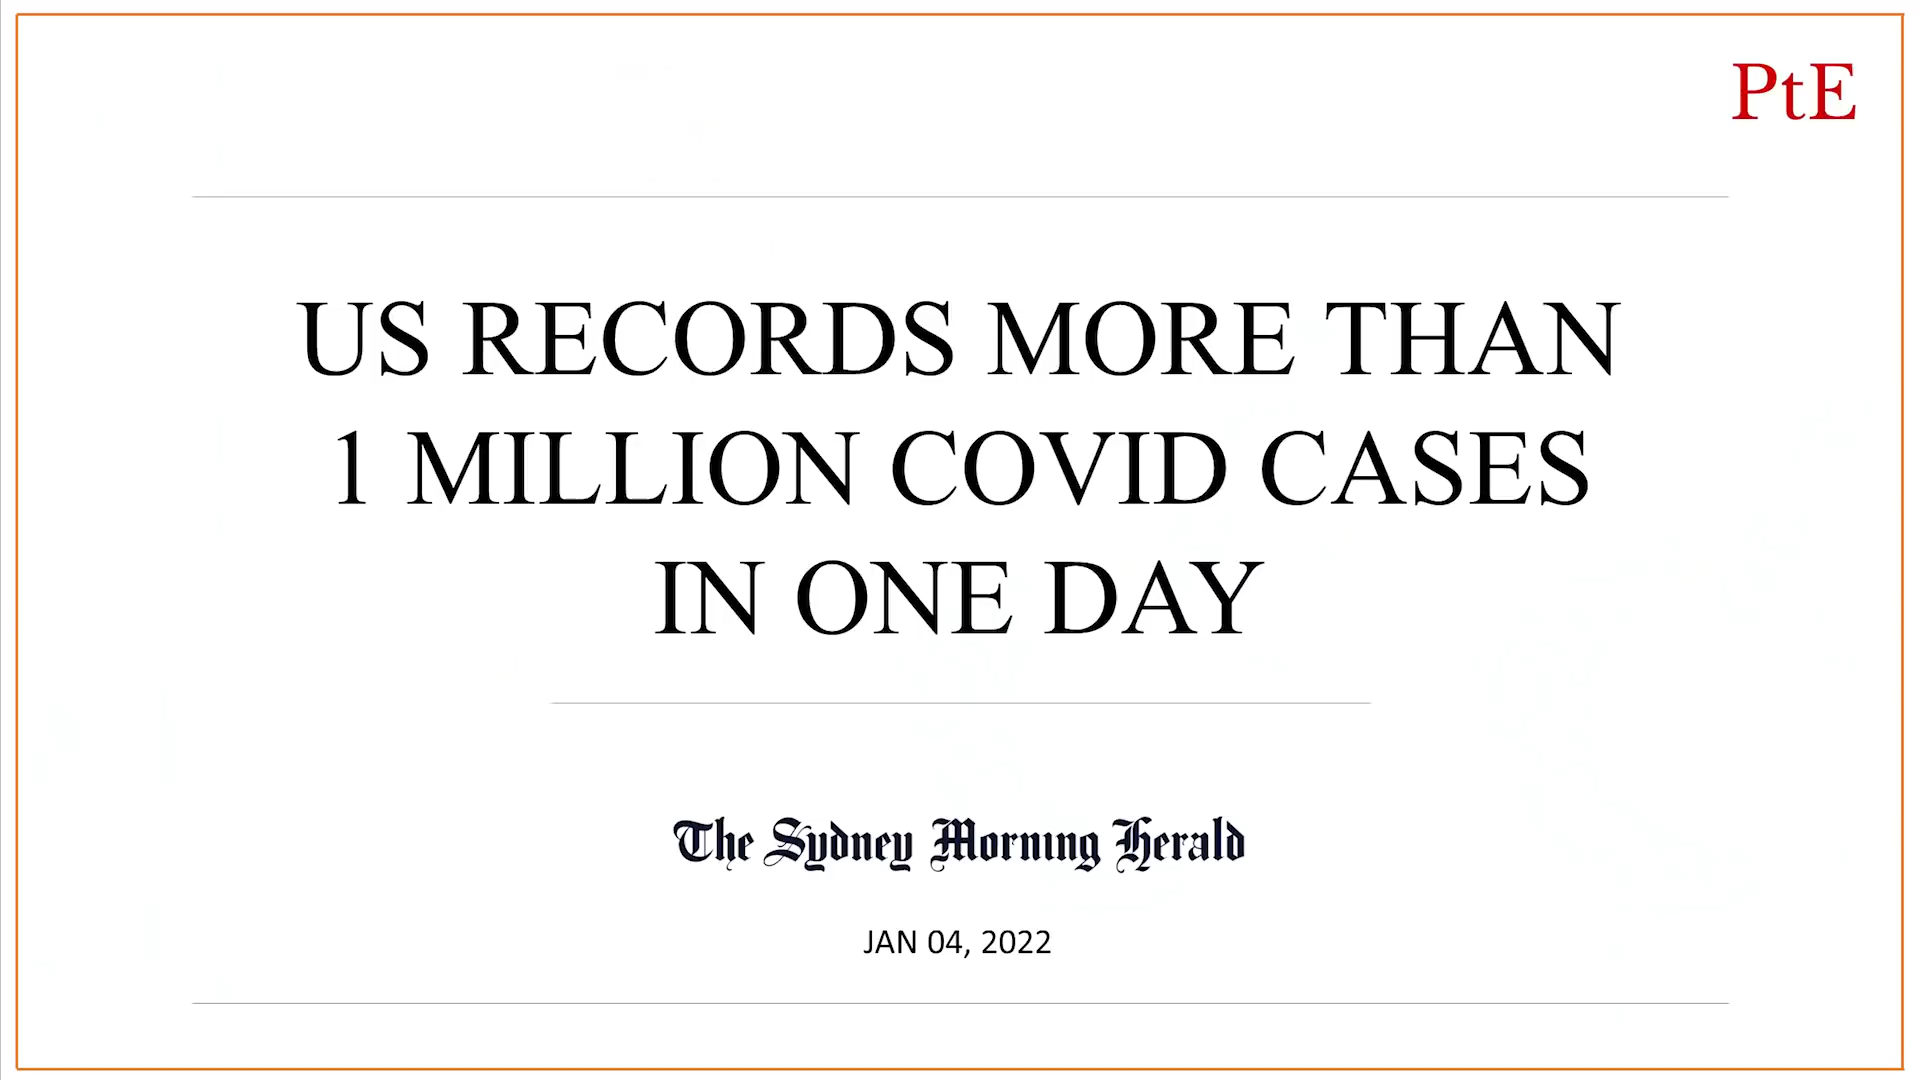 PtE
US RECORDS MORE THAN
1 MILLION COVID CASES
IN ONE DAY
The Sydney Morning Herald
JAN 04, 2022